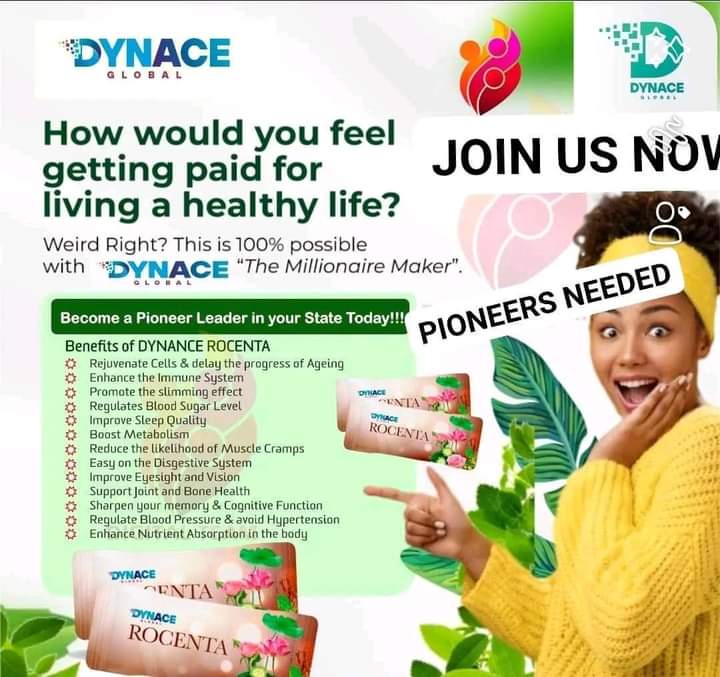 DYNACE
GLOBAL
DYNACE
GLOBAL
How would you feel
getting paid for
living a healthy life?
JOIN US NOW
Weird Right? This is 100% possible
with DYNACE "The Millionaire Maker".
GLOBAL
PIONEERS NEEDED
Become a Pioneer Leader in your State Today!!!
Benefits of DYNANCE ROCENTA
Rejuvenate Cells & delay the progress of Ageing
Enhance the Immune System
Promote the slimming effect
Regulates Blood Sugar Level
Improve Sleep Quality
Boost Metabolism
Reduce the likelihood of Muscle Cramps
Easy on the Disgestive System
Improve Eyesight and Vision
Support Joint and Bone Health
Sharpen your memory & Cognitive Function
Regulate Blood Pressure & avoid Hypertension
Enhance Nutrient Absorption in the body
DYNACE
CENTA
DYNACE
ROCENTA
DYNACE
GLOBAL
CENTA
DYNACE
GLOBAL
ROCENTA